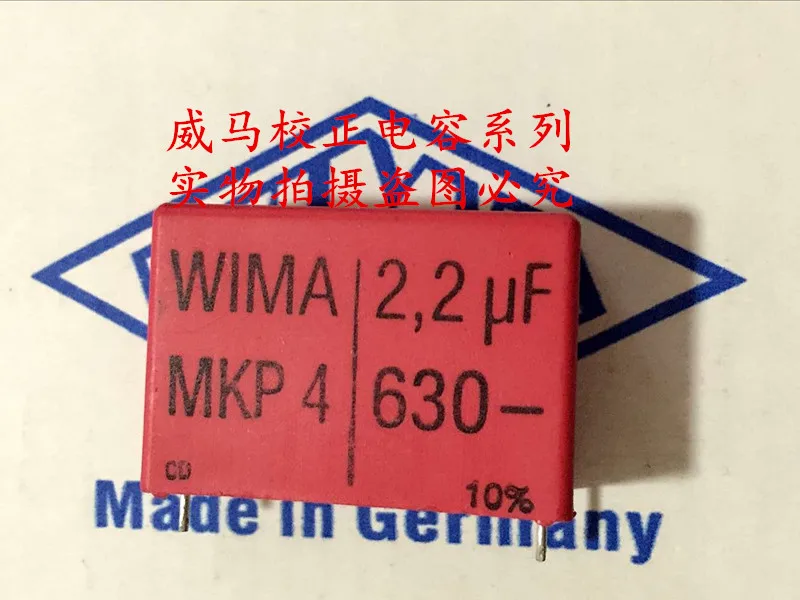 威马校正电容系列
实物拍摄盗图必究
WIMA
MKP 4
CD
2,2 µF
630–
10%
Made in Germany